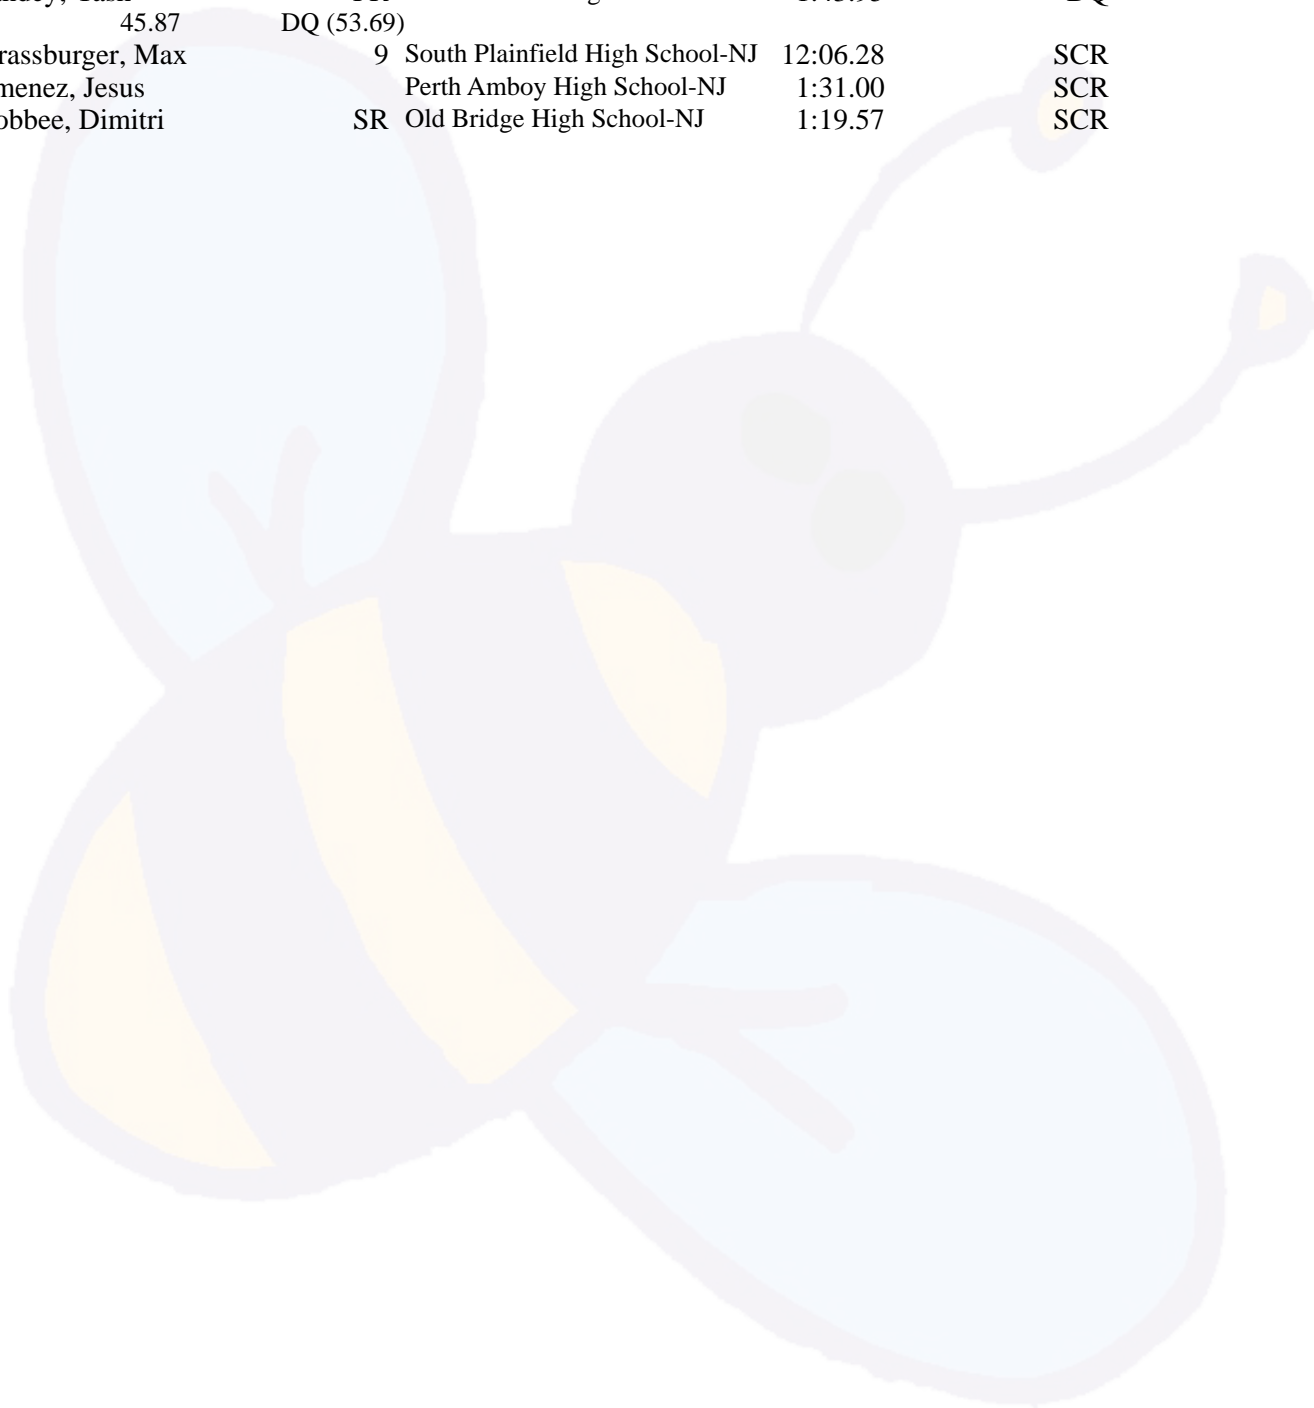 45.87 DQ (53.69)
rassburger, Max 9 South Plainfield High School-NJ 12:06.28 SCR
menez, Jesus Perth Amboy High School-NJ 1:31.00 SCR
obbee, Dimitri SR Old Bridge High School-NJ 1:19.57 SCR